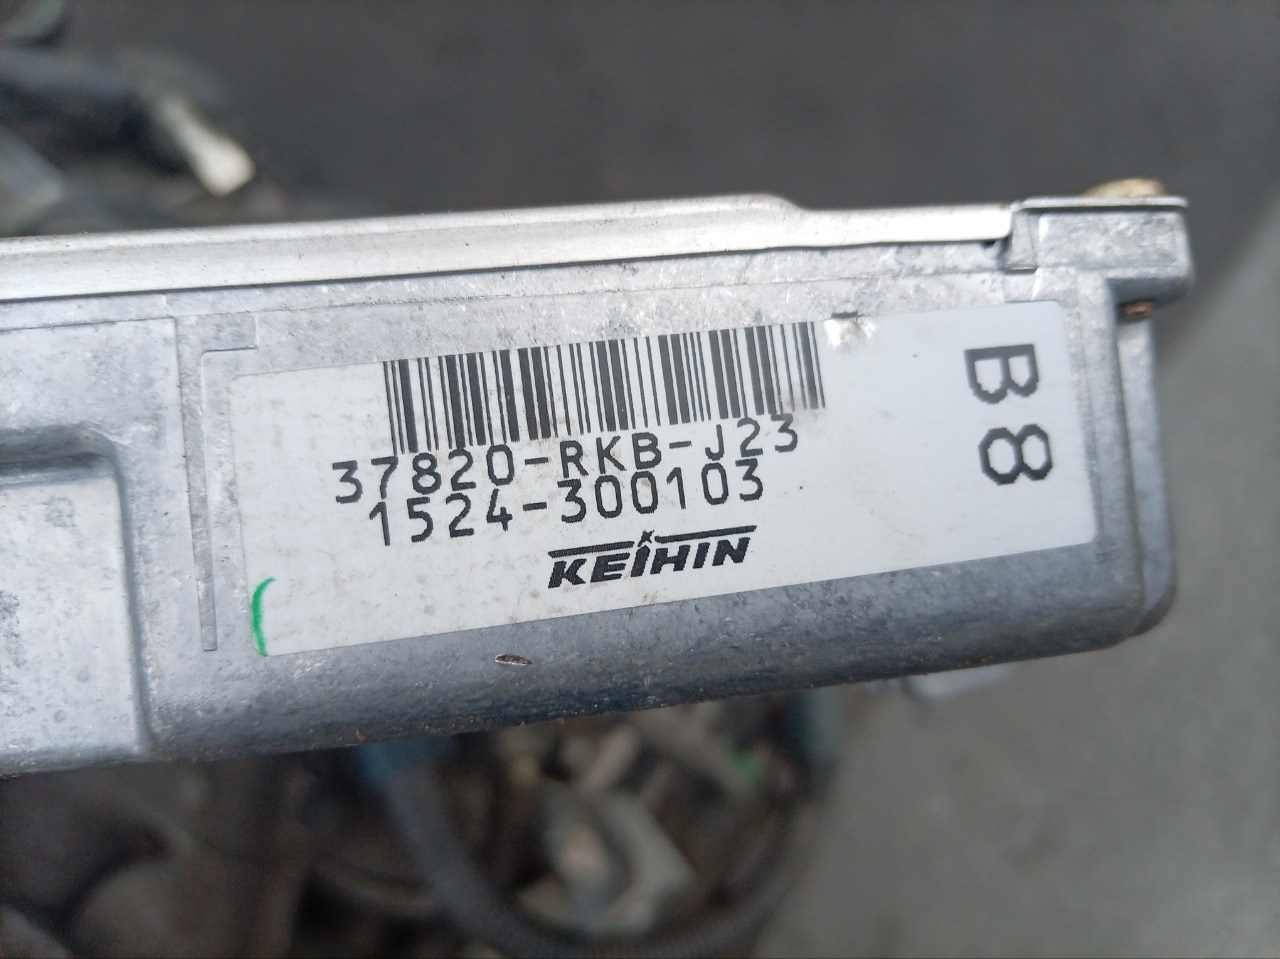 37820-RKB-J23
1524-300103
KEIHIN
B8